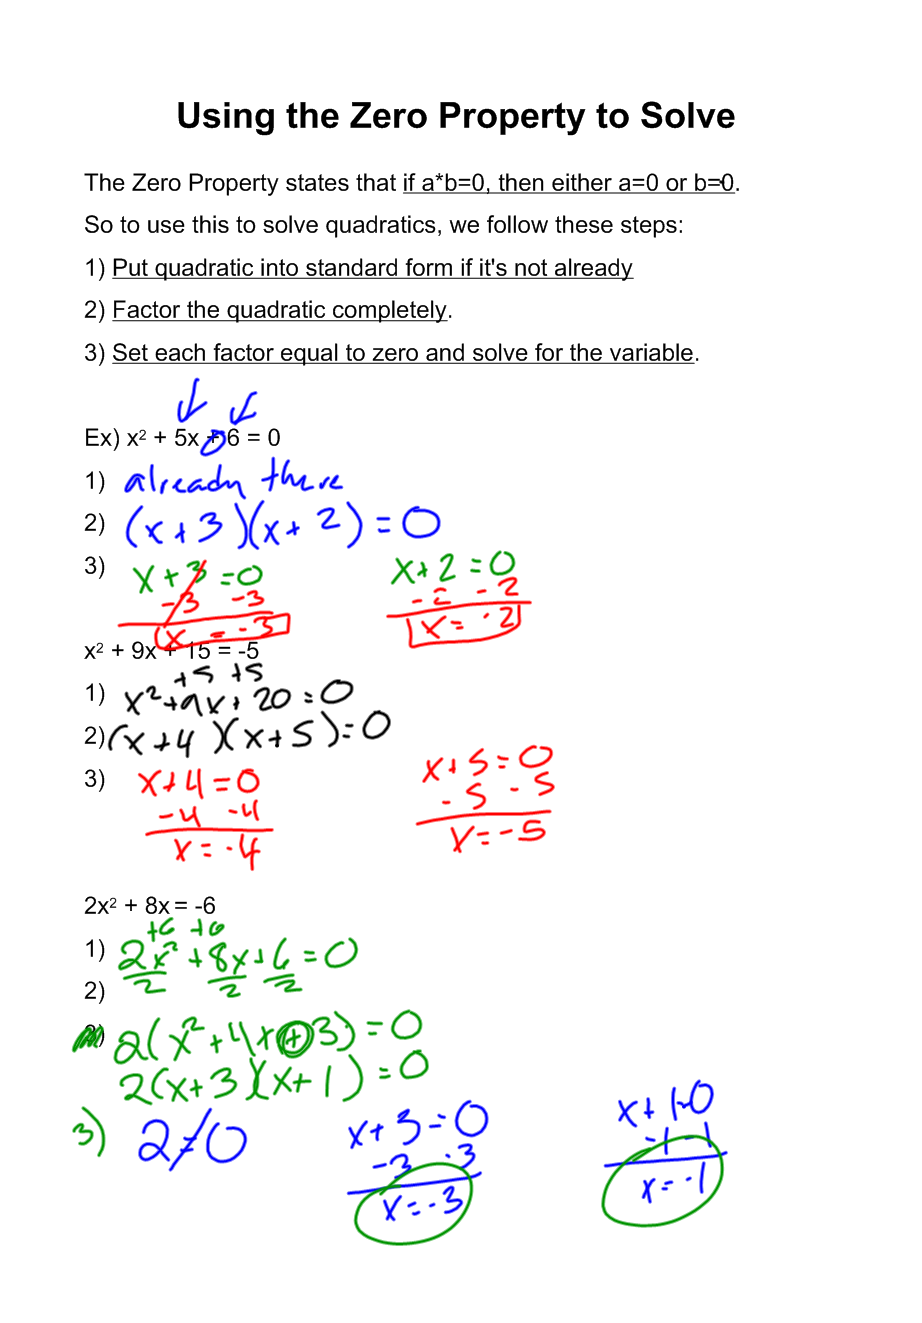 Using the Zero Property to Solve
The Zero Property states that if a*b=0, then either a=0 or b=0.
So to use this to solve quadratics, we follow these steps:
1) Put quadratic into standard form if it's not already
2) Factor the quadratic completely.
3) Set each factor equal to zero and solve for the variable.
Ex) x² + 5x + 6 = 0
1) already there
2) (x+3)(x+2)=0
3) x+3=0 x+2=0
-3 -3 -2 -2
x = -3 x = -2
x² + 9x + 15 = -5
+5 +5
1) x²+9x+20=0
2) (x+4)(x+5)=0
3) x+4=0 x+5=0
-4 -4 -5 -5
x=-4 x=-5
2x² + 8x = -6
+6 +6
1) 2x²+8x+6=0
2 2 2
2)
2(x²+4x+3)=0
2(x+3)(x+1)=0
3) 2≠0 x+3=0 x+1=0
-3 -3 -1 -1
x=-3 x=-1